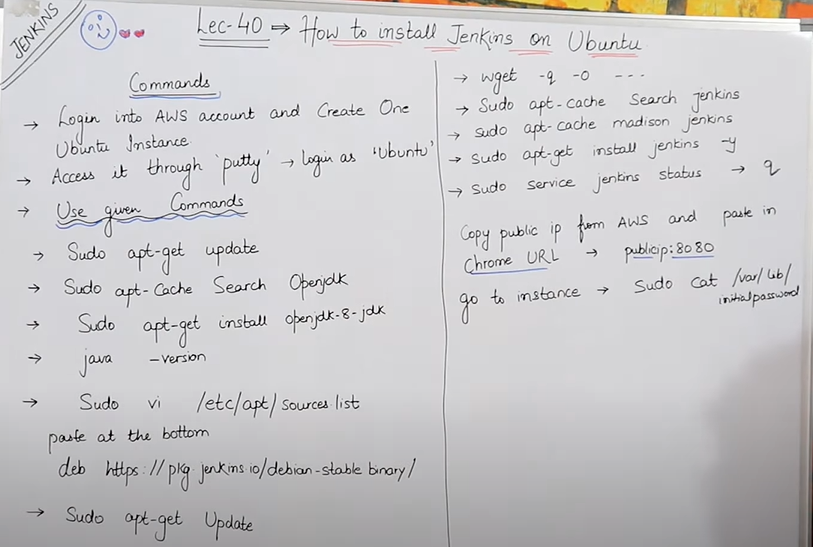 JENKINS
Lec-40 ⇒ How to install Jenkins on Ubuntu
Commands
→ Login into AWS account and Create One
Ubuntu Instance
→ Access it through 'putty' → login as 'Ubuntu'
→ Use given Commands
→ Sudo apt-get update
→ Sudo apt-Cache Search Openjdk
→ Sudo apt-get install openjdk-8-jdk
→ java -version
→ Sudo vi /etc/apt/sources.list
paste at the bottom
deb https://pkg.jenkins.io/debian-stable binary/
→ Sudo apt-get Update
→ wget -q -O ---
→ Sudo apt-cache Search jenkins
→ sudo apt-cache madison jenkins
→ Sudo apt-get install jenkins -y
→ Sudo service jenkins status → q
Copy public ip from AWS and paste in
Chrome URL → publicip:8080
go to instance → Sudo Cat /var/lib/
initialpassword